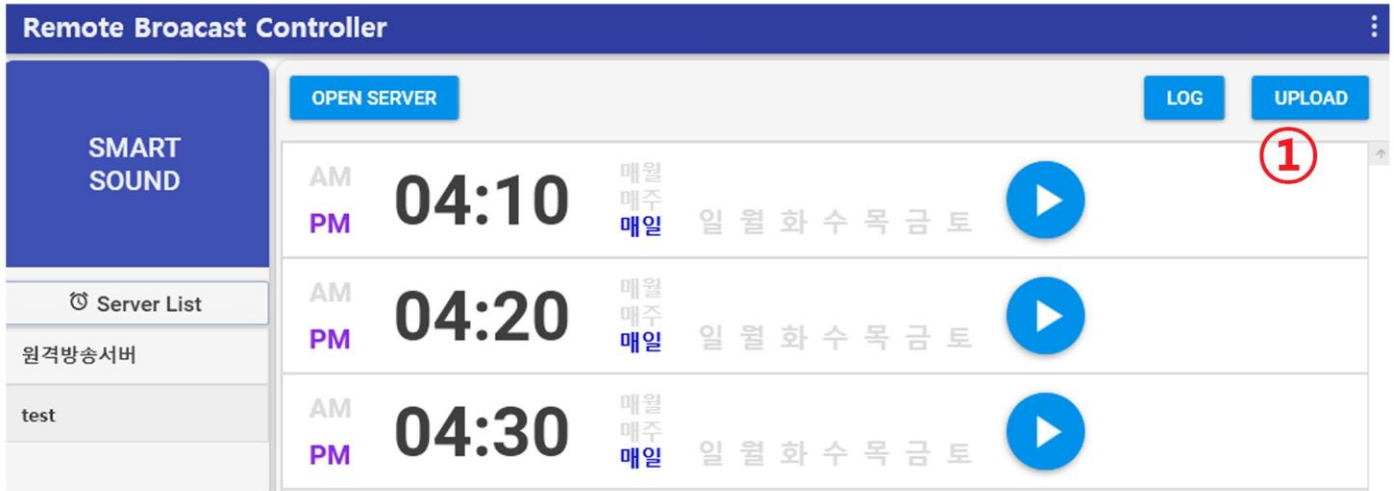 Remote Broacast Controller
OPEN SERVER
LOG
UPLOAD
①
SMART
SOUND
Server List
원격방송서버
test
AM
PM
04:10
매월
매주
매일
일 월 화 수 목 금 토
AM
PM
04:20
매월
매주
매일
일 월 화 수 목 금 토
AM
PM
04:30
매월
매주
매일
일 월 화 수 목 금 토